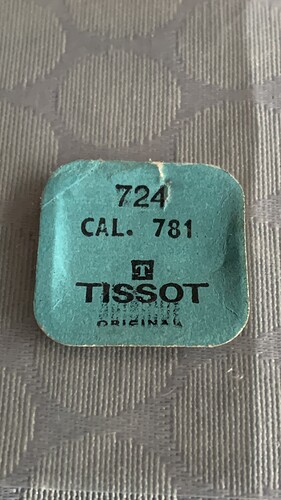 724
CAL. 781
T
TISSOT
ORIGINAL